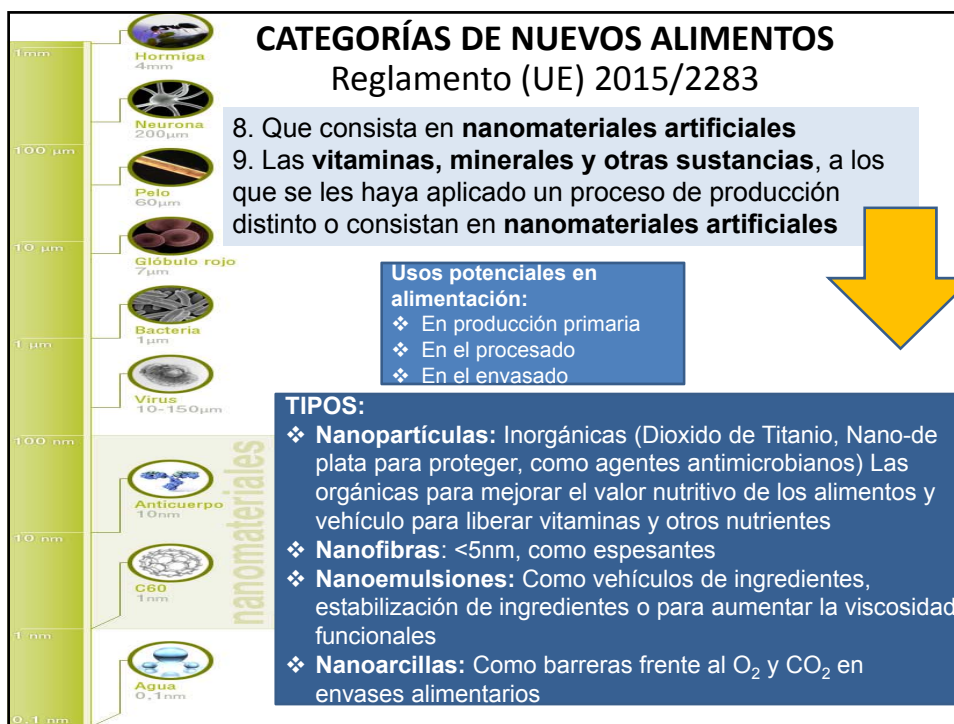 CATEGORÍAS DE NUEVOS ALIMENTOS
Reglamento (UE) 2015/2283
8. Que consista en nanomateriales artificiales
9. Las vitaminas, minerales y otras sustancias, a los
que se les haya aplicado un proceso de producción
distinto o consistan en nanomateriales artificiales
Usos potenciales en
alimentación:
❖ En producción primaria
❖ En el procesado
❖ En el envasado
TIPOS:
❖ Nanopartículas: Inorgánicas (Dioxido de Titanio, Nano-de
plata para proteger, como agentes antimicrobianos) Las
orgánicas para mejorar el valor nutritivo de los alimentos y
vehículo para liberar vitaminas y otros nutrientes
❖ Nanofibras: <5nm, como espesantes
❖ Nanoemulsiones: Como vehículos de ingredientes,
estabilización de ingredientes o para aumentar la viscosidad
funcionales
❖ Nanoarcillas: Como barreras frente al O₂ y CO₂ en
envases alimentarios
1mm
Hormiga
4mm
Neurona
200µm
100 µm
Pelo
60µm
10 µm
Glóbulo rojo
7µm
Bacteria
1µm
1 µm
Virus
10-150µm
100 nm
nanomateriales
Anticuerpo
10nm
10 nm
C60
1nm
1 nm
Agua
0,1nm
0,1 nm